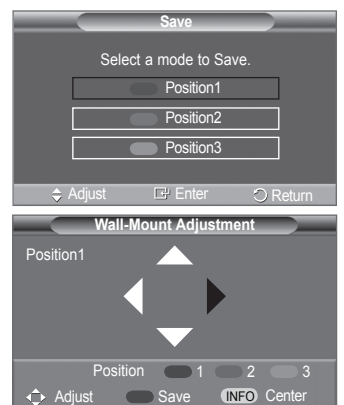 Save
Select a mode to Save.
Position1
Position2
Position3
Adjust Enter Return
Wall-Mount Adjustment
Position1
Position 1 2 3
Adjust Save INFO Center